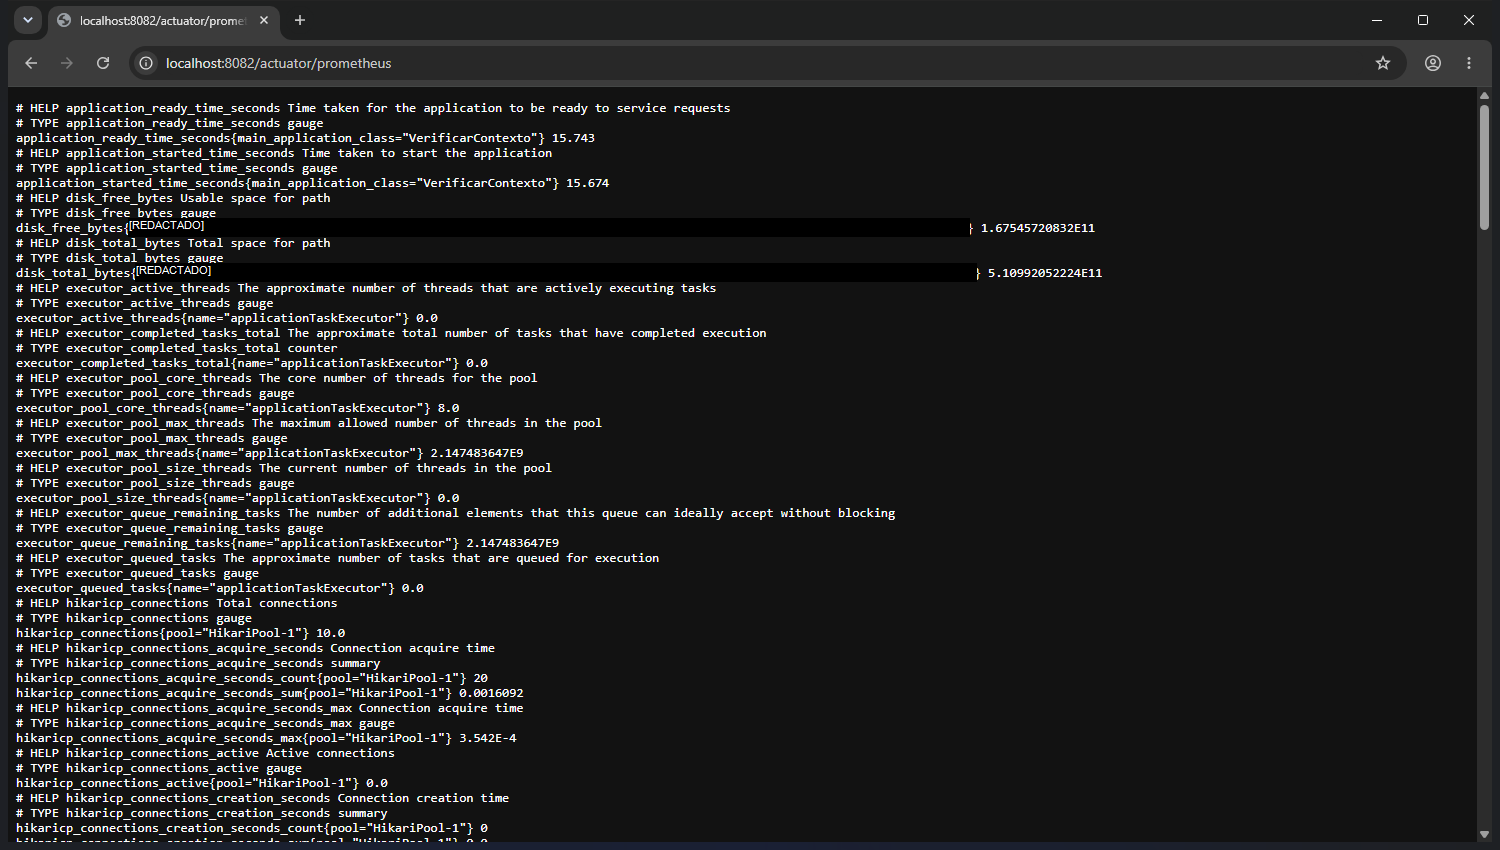 localhost:8082/actuator/prome
localhost:8082/actuator/prometheus
# HELP application_ready_time_seconds Time taken for the application to be ready to service requests
# TYPE application_ready_time_seconds gauge
application_ready_time_seconds{main_application_class="VerificarContexto"} 15.743
# HELP application_started_time_seconds Time taken to start the application
# TYPE application_started_time_seconds gauge
application_started_time_seconds{main_application_class="VerificarContexto"} 15.674
# HELP disk_free_bytes Usable space for path
# TYPE disk_free_bytes gauge
disk_free_bytes{[REDACTADO] } 1.67545720832E11
# HELP disk_total_bytes Total space for path
# TYPE disk_total_bytes gauge
disk_total_bytes{[REDACTADO] } 5.10992052224E11
# HELP executor_active_threads The approximate number of threads that are actively executing tasks
# TYPE executor_active_threads gauge
executor_active_threads{name="applicationTaskExecutor"} 0.0
# HELP executor_completed_tasks_total The approximate total number of tasks that have completed execution
# TYPE executor_completed_tasks_total counter
executor_completed_tasks_total{name="applicationTaskExecutor"} 0.0
# HELP executor_pool_core_threads The core number of threads for the pool
# TYPE executor_pool_core_threads gauge
executor_pool_core_threads{name="applicationTaskExecutor"} 8.0
# HELP executor_pool_max_threads The maximum allowed number of threads in the pool
# TYPE executor_pool_max_threads gauge
executor_pool_max_threads{name="applicationTaskExecutor"} 2.147483647E9
# HELP executor_pool_size_threads The current number of threads in the pool
# TYPE executor_pool_size_threads gauge
executor_pool_size_threads{name="applicationTaskExecutor"} 0.0
# HELP executor_queue_remaining_tasks The number of additional elements that this queue can ideally accept without blocking
# TYPE executor_queue_remaining_tasks gauge
executor_queue_remaining_tasks{name="applicationTaskExecutor"} 2.147483647E9
# HELP executor_queued_tasks The approximate number of tasks that are queued for execution
# TYPE executor_queued_tasks gauge
executor_queued_tasks{name="applicationTaskExecutor"} 0.0
# HELP hikaricp_connections Total connections
# TYPE hikaricp_connections gauge
hikaricp_connections{pool="HikariPool-1"} 10.0
# HELP hikaricp_connections_acquire_seconds Connection acquire time
# TYPE hikaricp_connections_acquire_seconds summary
hikaricp_connections_acquire_seconds_count{pool="HikariPool-1"} 20
hikaricp_connections_acquire_seconds_sum{pool="HikariPool-1"} 0.0016092
# HELP hikaricp_connections_acquire_seconds_max Connection acquire time
# TYPE hikaricp_connections_acquire_seconds_max gauge
hikaricp_connections_acquire_seconds_max{pool="HikariPool-1"} 3.542E-4
# HELP hikaricp_connections_active Active connections
# TYPE hikaricp_connections_active gauge
hikaricp_connections_active{pool="HikariPool-1"} 0.0
# HELP hikaricp_connections_creation_seconds Connection creation time
# TYPE hikaricp_connections_creation_seconds summary
hikaricp_connections_creation_seconds_count{pool="HikariPool-1"} 0